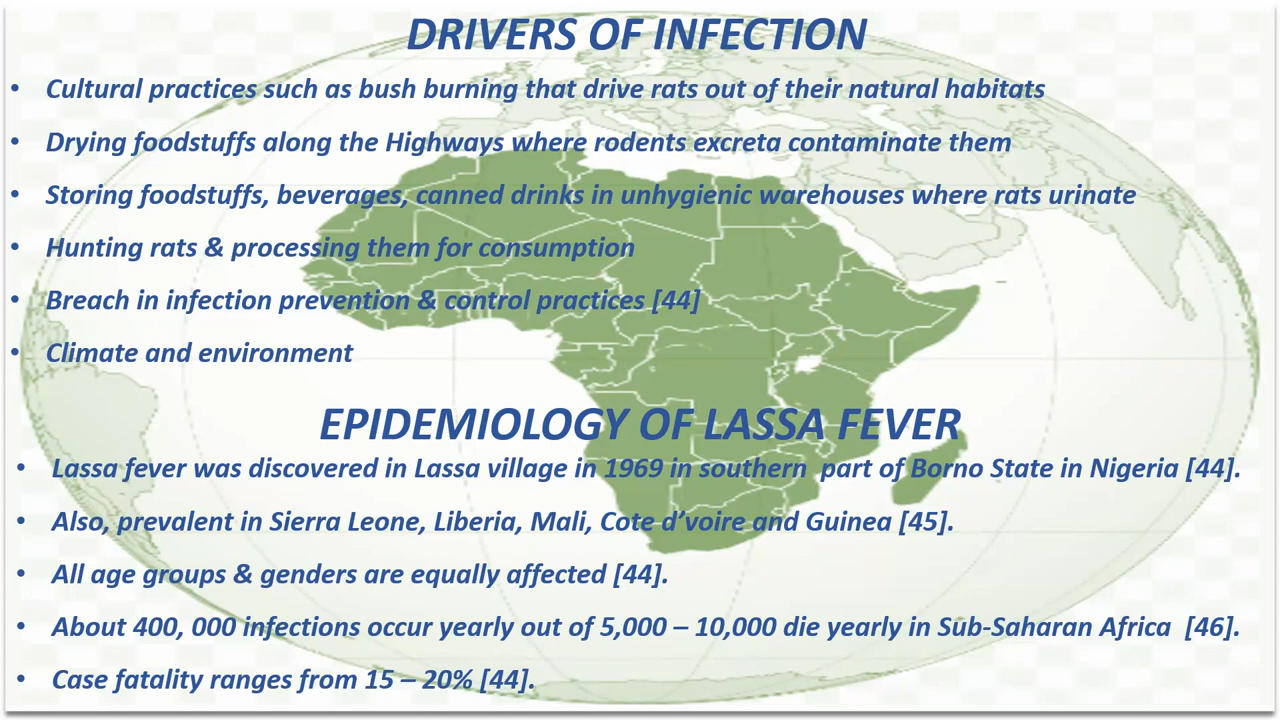 DRIVERS OF INFECTION
• Cultural practices such as bush burning that drive rats out of their natural habitats
• Drying foodstuffs along the Highways where rodents excreta contaminate them
• Storing foodstuffs, beverages, canned drinks in unhygienic warehouses where rats urinate
• Hunting rats & processing them for consumption
• Breach in infection prevention & control practices [44]
• Climate and environment
EPIDEMIOLOGY OF LASSA FEVER
• Lassa fever was discovered in Lassa village in 1969 in southern part of Borno State in Nigeria [44].
• Also, prevalent in Sierra Leone, Liberia, Mali, Cote d’voire and Guinea [45].
• All age groups & genders are equally affected [44].
• About 400, 000 infections occur yearly out of 5,000 – 10,000 die yearly in Sub-Saharan Africa [46].
• Case fatality ranges from 15 – 20% [44].